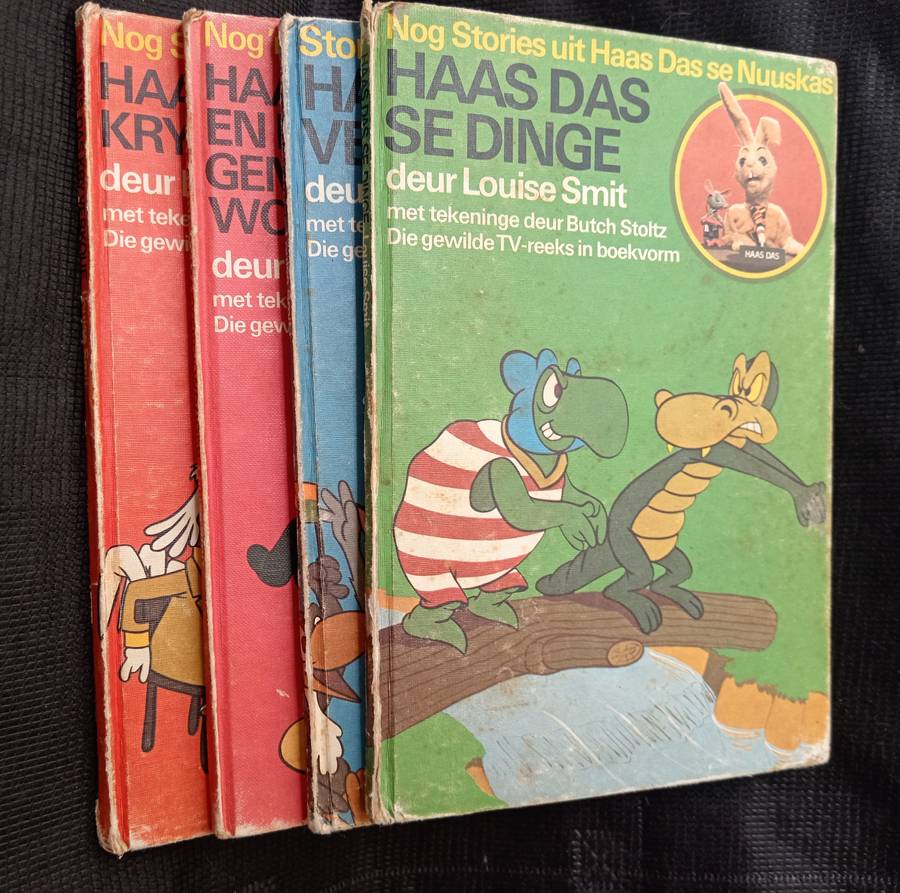 Nog
HAA
KRY
deur
met teke
Die gewi
Nog
HAA
EN
GEN
WO
deur
met tek
Die gew
Stor
HA
VE
deu
met te
Die ge
Nog Stories uit Haas Das se Nuuskas
HAAS DAS
SE DINGE
deur Louise Smit
met tekeninge deur Butch Stoltz
Die gewilde TV-reeks in boekvorm
HAAS DAS